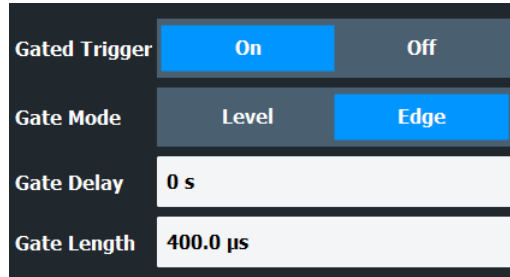 Gated Trigger On Off
Gate Mode Level Edge
Gate Delay 0 s
Gate Length 400.0 µs